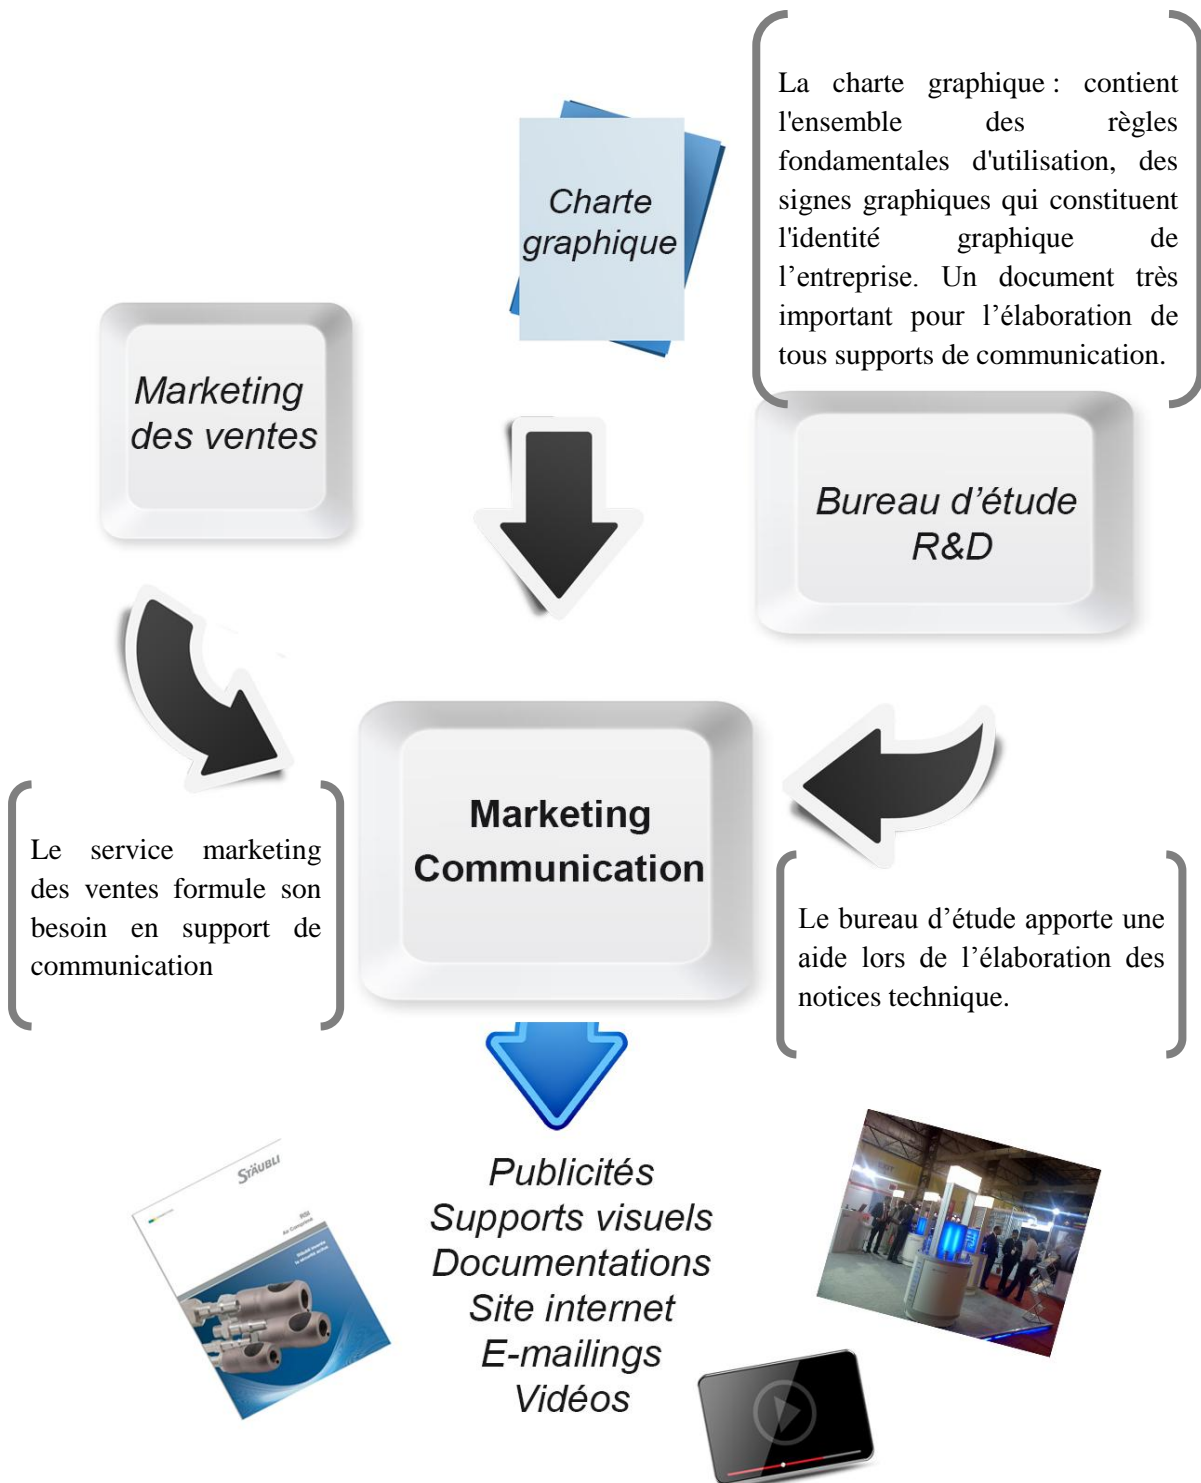 La charte graphique : contient
l'ensemble des règles
fondamentales d'utilisation, des
signes graphiques qui constituent
l'identité graphique de
l’entreprise. Un document très
important pour l’élaboration de
tous supports de communication.
Charte
graphique
Marketing
des ventes
Bureau d’étude
R&D
Marketing
Communication
Le service marketing
des ventes formule son
besoin en support de
communication
Le bureau d’étude apporte une
aide lors de l’élaboration des
notices technique.
STÄUBLI
RSI
Air Comprimé
Publicités
Supports visuels
Documentations
Site internet
E-mailings
Vidéos